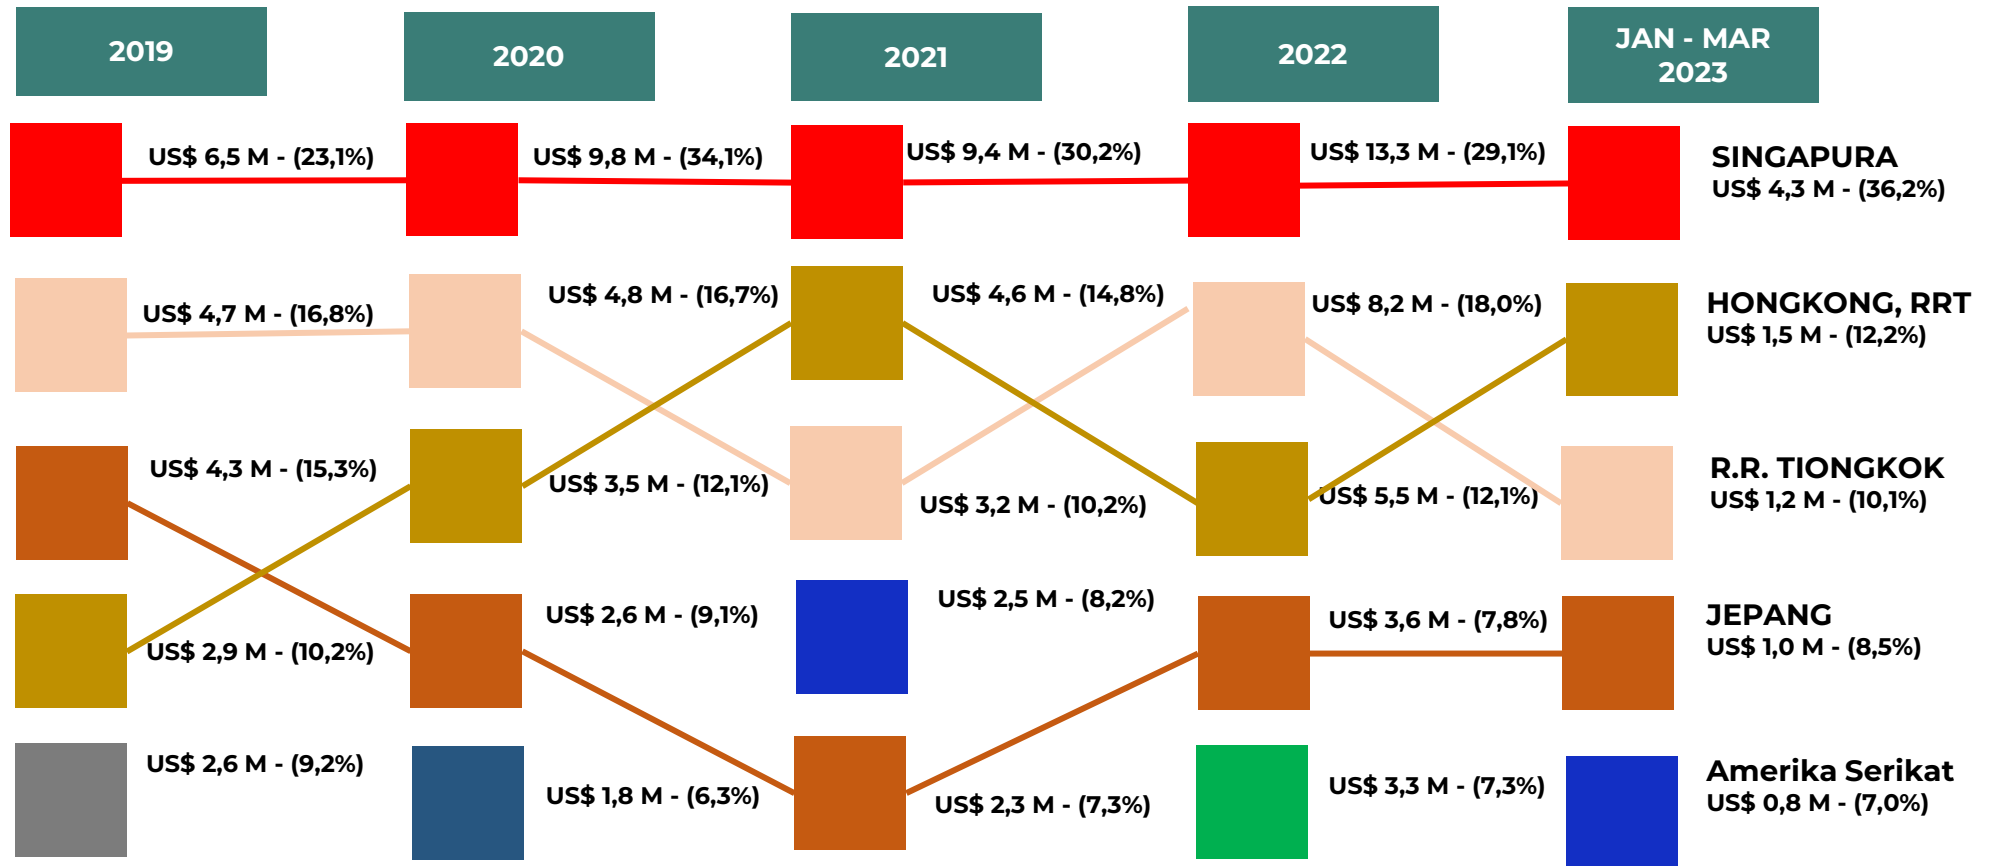 2019
2020
2021
2022
JAN - MAR
2023
US$ 6,5 M - (23,1%)
US$ 9,8 M - (34,1%)
US$ 9,4 M - (30,2%)
US$ 13,3 M - (29,1%)
SINGAPURA
US$ 4,3 M - (36,2%)
US$ 4,7 M - (16,8%)
US$ 4,8 M - (16,7%)
US$ 4,6 M - (14,8%)
US$ 8,2 M - (18,0%)
HONGKONG, RRT
US$ 1,5 M - (12,2%)
US$ 4,3 M - (15,3%)
US$ 3,5 M - (12,1%)
US$ 3,2 M - (10,2%)
US$ 5,5 M - (12,1%)
R.R. TIONGKOK
US$ 1,2 M - (10,1%)
US$ 2,9 M - (10,2%)
US$ 2,6 M - (9,1%)
US$ 2,5 M - (8,2%)
US$ 3,6 M - (7,8%)
JEPANG
US$ 1,0 M - (8,5%)
US$ 2,6 M - (9,2%)
US$ 1,8 M - (6,3%)
US$ 2,3 M - (7,3%)
US$ 3,3 M - (7,3%)
Amerika Serikat
US$ 0,8 M - (7,0%)